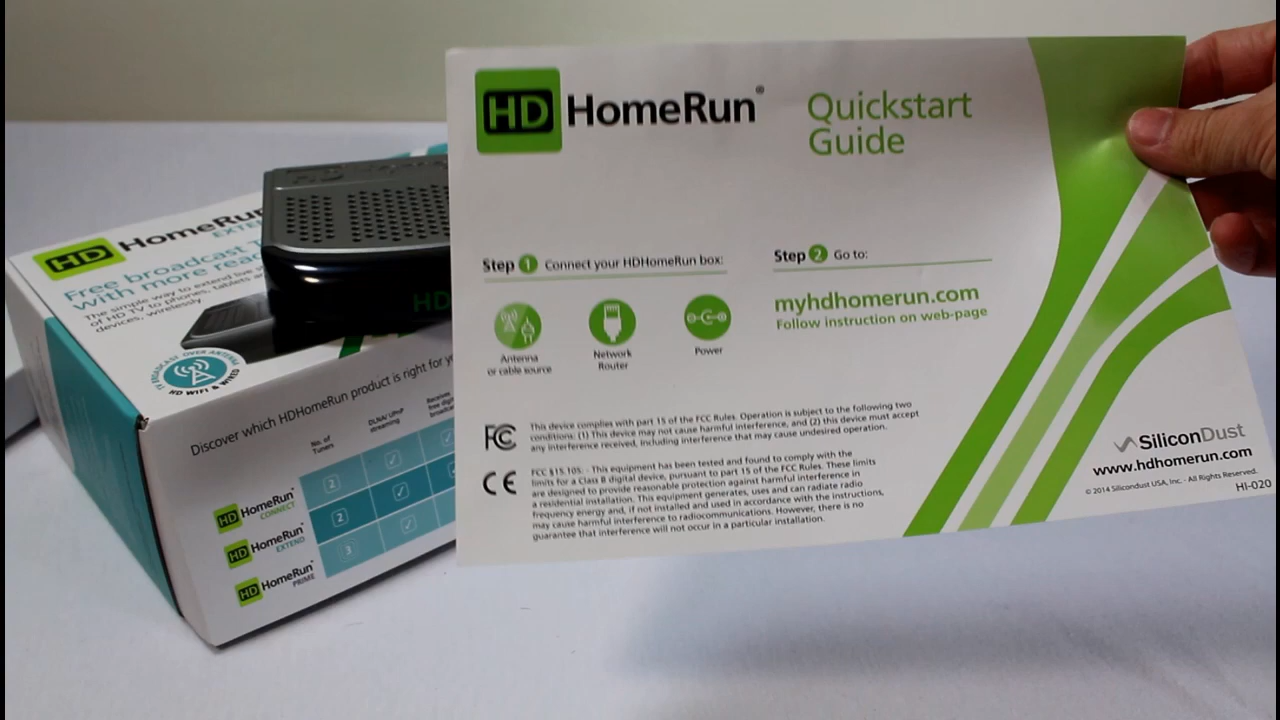 HD HomeRun®
Quickstart
Guide
Step 1 Connect your HDHomeRun box:
Antenna
or cable source
Network
Router
Power
Step 2 Go to:
myhdhomerun.com
Follow instruction on web-page
FC
CE
This device complies with part 15 of the FCC Rules. Operation is subject to the following two
conditions: (1) This device may not cause harmful interference, and (2) this device must accept
any interference received, including interference that may cause undesired operation.
FCC §15.105 - This equipment has been tested and found to comply with the
limits for a Class B digital device, pursuant to part 15 of the FCC Rules. These limits
are designed to provide reasonable protection against harmful interference in
a residential installation. This equipment generates, uses and can radiate radio
frequency energy and, if not installed and used in accordance with the instructions,
may cause harmful interference to radiocommunications. However, there is no
guarantee that interference will not occur in a particular installation.
SiliconDust
www.hdhomerun.com
© 2014 Silicondust USA, Inc. - All Rights Reserved.
HI-020
HD HomeRun
Free broadcast
with more
The simple way to extend live
of HD TV to phones, tablets
devices, wirelessly
TV BROADCAST OVER ANTENNA
HD WIFI & WIRED
HD
Discover which HDHomeRun product is right for
No. of
Tuners
DLNA/ UPnP
streaming
Receive
free
HD HomeRun® CONNECT 2 ✓ ✓
HD HomeRun® EXTEND 2 ✓
HD HomeRun® PRIME 3 ✓